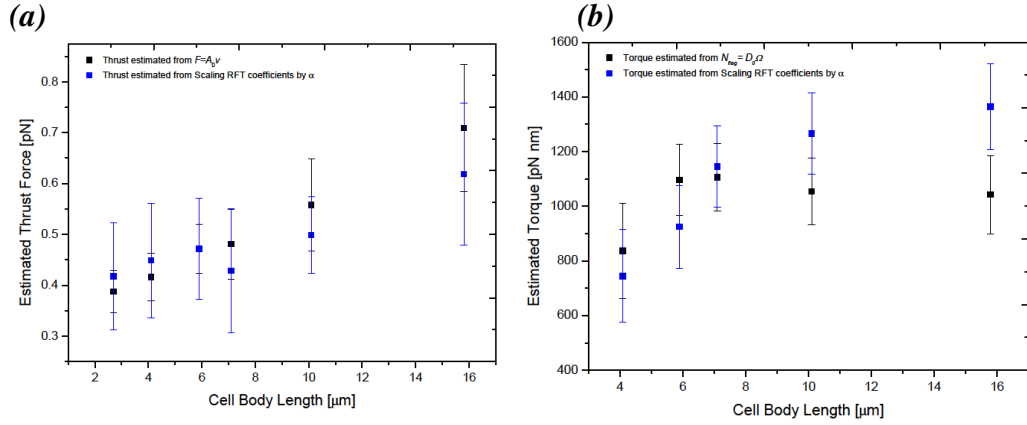 (a)
Thrust estimated from F=A₀v
Thrust estimated from Scaling RFT coefficients by α
0.8
0.7
0.6
0.5
0.4
0.3
Estimated Thrust Force [pN]
2 4 6 8 10 12 14 16
Cell Body Length [μm]
(b)
Torque estimated from N_flag = D₀Ω
Torque estimated from Scaling RFT coefficients by α
1600
1400
1200
1000
800
600
400
Estimated Torque [pN nm]
4 6 8 10 12 14 16
Cell Body Length [μm]